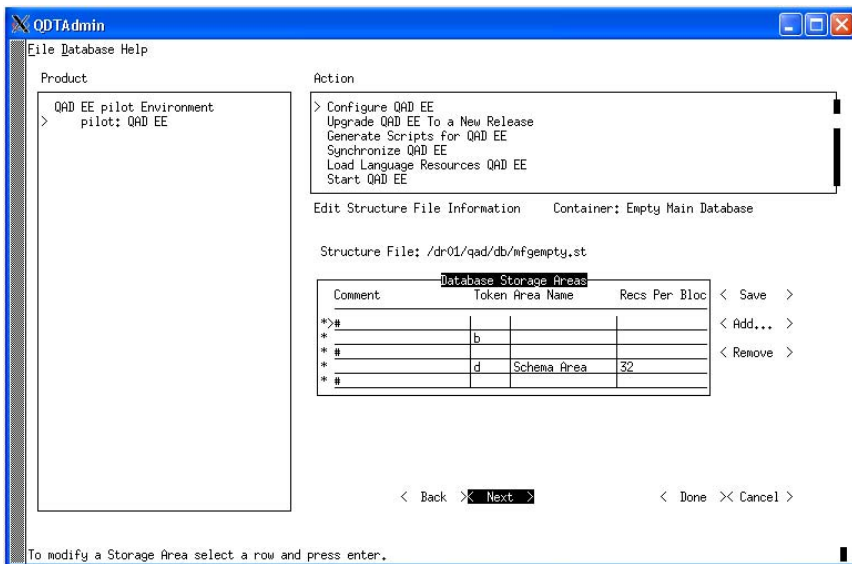 QDTAdmin
File Database Help
Product
QAD EE pilot Environment
> pilot: QAD EE
Action
> Configure QAD EE
Upgrade QAD EE To a New Release
Generate Scripts for QAD EE
Synchronize QAD EE
Load Language Resources QAD EE
Start QAD EE
Edit Structure File Information Container: Empty Main Database
Structure File: /dr01/qad/db/mfgempty.st
Database Storage Areas
Comment Token Area Name Recs Per Bloc
*>#
* b
* #
* d Schema Area 32
* #
< Save >
< Add... >
< Remove >
< Back >< Next > < Done >< Cancel >
To modify a Storage Area select a row and press enter.